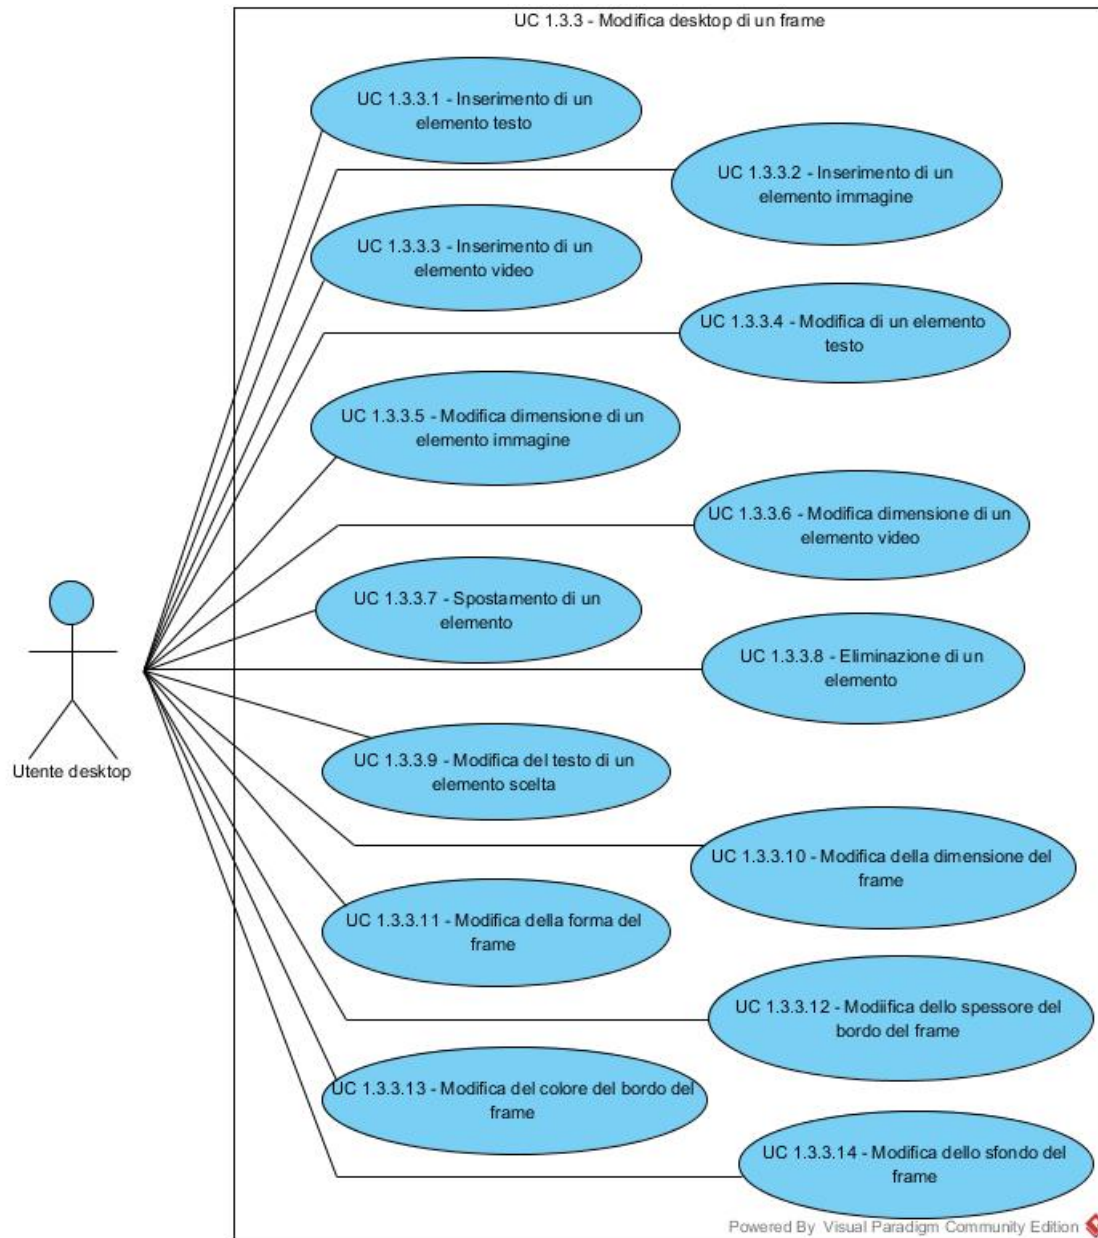 UC 1.3.3 - Modifica desktop di un frame
UC 1.3.3.1 - Inserimento di un
elemento testo
UC 1.3.3.2 - Inserimento di un
elemento immagine
UC 1.3.3.3 - Inserimento di un
elemento video
UC 1.3.3.4 - Modifica di un elemento
testo
UC 1.3.3.5 - Modifica dimensione di un
elemento immagine
UC 1.3.3.6 - Modifica dimensione di un
elemento video
UC 1.3.3.7 - Spostamento di un
elemento
UC 1.3.3.8 - Eliminazione di un
elemento
Utente desktop
UC 1.3.3.9 - Modifica del testo di un
elemento scelta
UC 1.3.3.10 - Modifica della dimensione del
frame
UC 1.3.3.11 - Modifica della forma del
frame
UC 1.3.3.12 - Modiifica dello spessore del
bordo del frame
UC 1.3.3.13 - Modifica del colore del bordo del
frame
UC 1.3.3.14 - Modifica dello sfondo del
frame
Powered By Visual Paradigm Community Edition